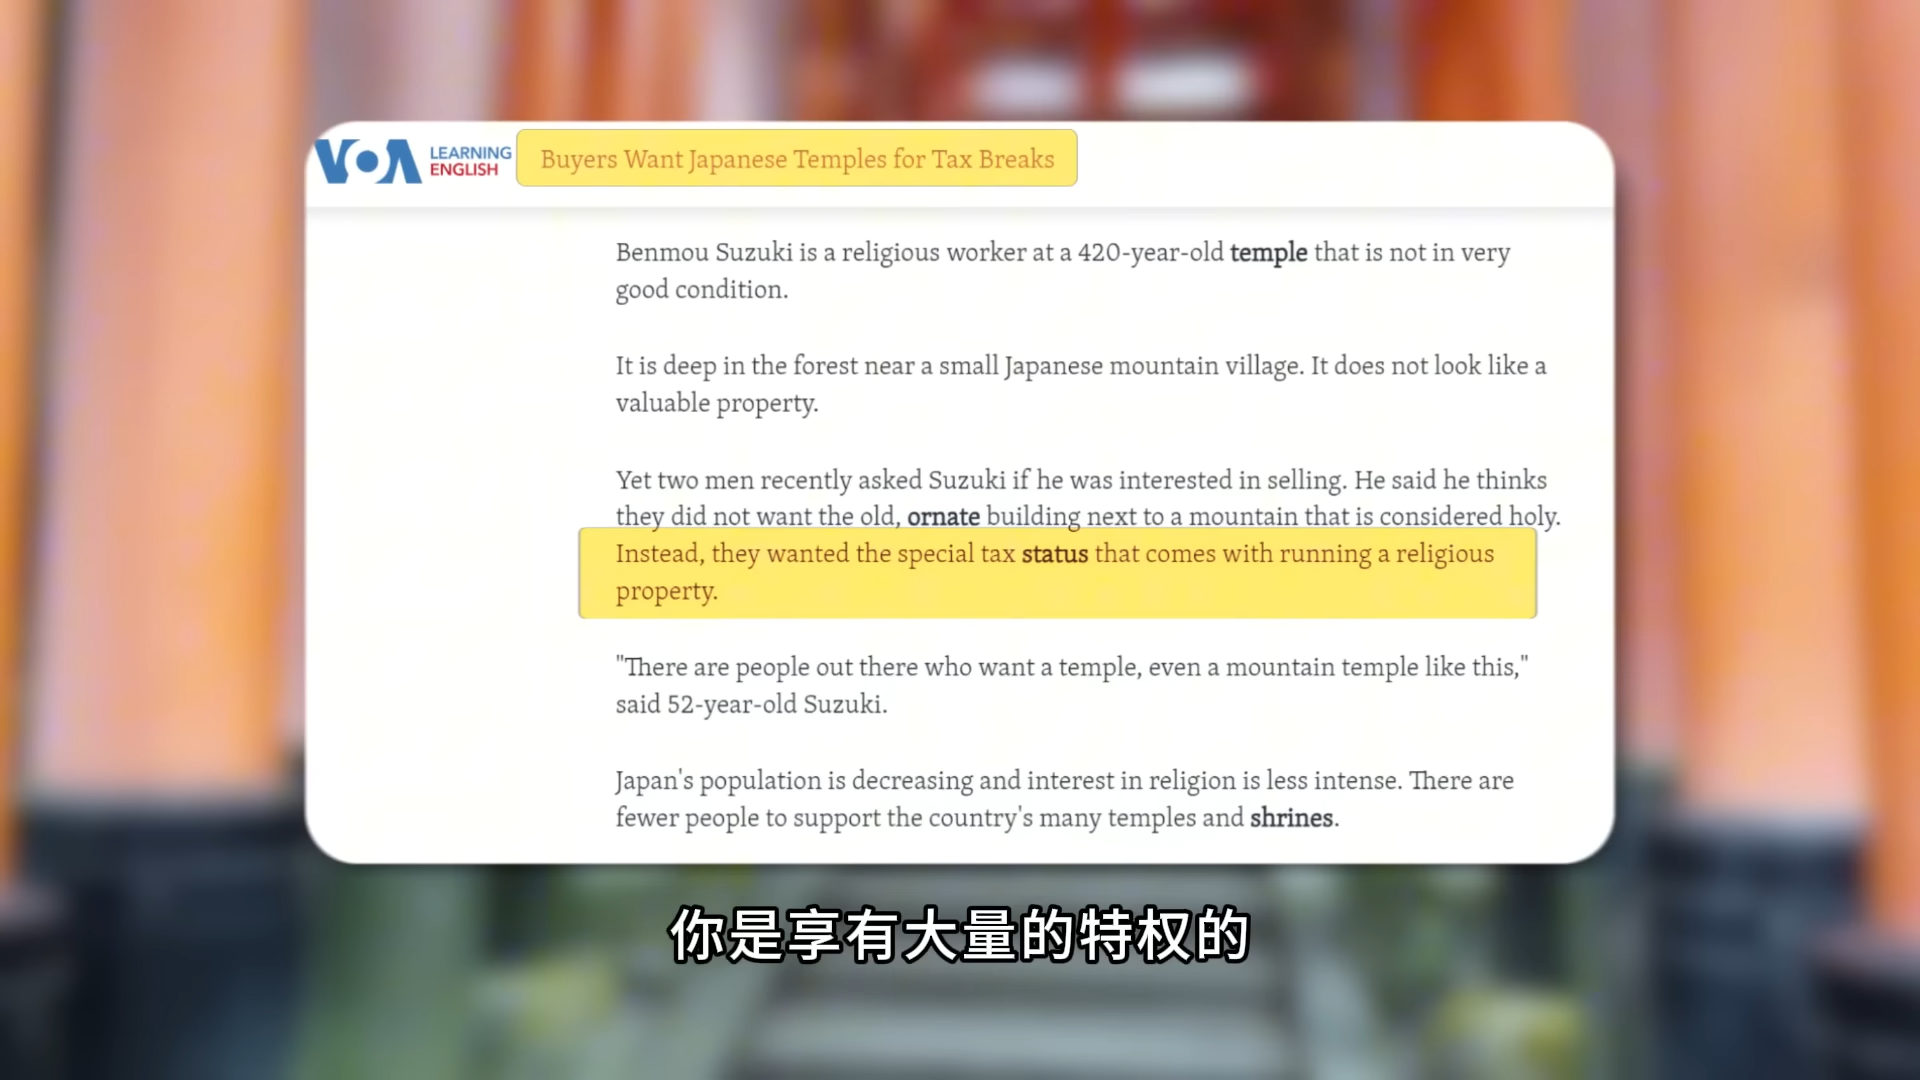 VOA LEARNING ENGLISH
Buyers Want Japanese Temples for Tax Breaks
Benmou Suzuki is a religious worker at a 420-year-old temple that is not in very
good condition.
It is deep in the forest near a small Japanese mountain village. It does not look like a
valuable property.
Yet two men recently asked Suzuki if he was interested in selling. He said he thinks
they did not want the old, ornate building next to a mountain that is considered holy.
Instead, they wanted the special tax status that comes with running a religious
property.
"There are people out there who want a temple, even a mountain temple like this,"
said 52-year-old Suzuki.
Japan's population is decreasing and interest in religion is less intense. There are
fewer people to support the country's many temples and shrines.
你是享有大量的特权的